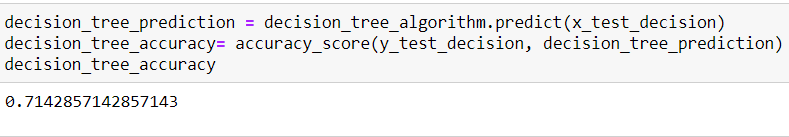 decision_tree_prediction = decision_tree_algorithm.predict(x_test_decision)
decision_tree_accuracy= accuracy_score(y_test_decision, decision_tree_prediction)
decision_tree_accuracy
0.7142857142857143